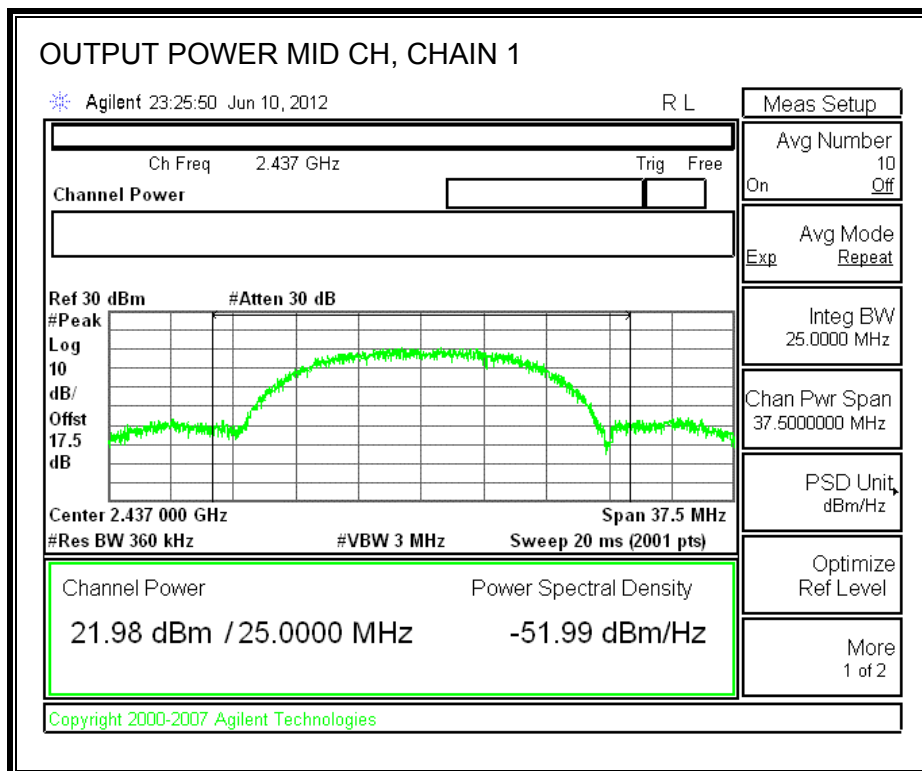 OUTPUT POWER MID CH, CHAIN 1
Agilent 23:25:50 Jun 10, 2012 R L
Ch Freq 2.437 GHz Trig Free
Channel Power
Ref 30 dBm #Atten 30 dB
#Peak
Log
10
dB/
Offst
17.5
dB
Center 2.437 000 GHz Span 37.5 MHz
#Res BW 360 kHz #VBW 3 MHz Sweep 20 ms (2001 pts)
Channel Power Power Spectral Density
21.98 dBm / 25.0000 MHz -51.99 dBm/Hz
Copyright 2000-2007 Agilent Technologies
Meas Setup
Avg Number
10
On Off
Avg Mode
Exp Repeat
Integ BW
25.0000 MHz
Chan Pwr Span
37.5000000 MHz
PSD Unit
dBm/Hz
Optimize
Ref Level
More
1 of 2